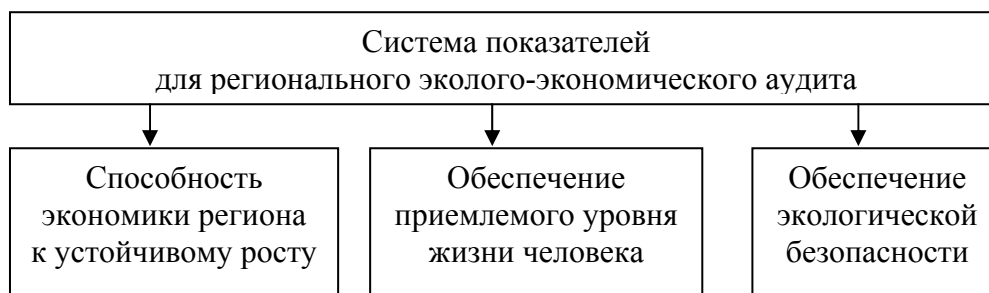 Система показателей
для регионального эколого-экономического аудита
Способность
экономики региона
к устойчивому росту
Обеспечение
приемлемого уровня
жизни человека
Обеспечение
экологической
безопасности